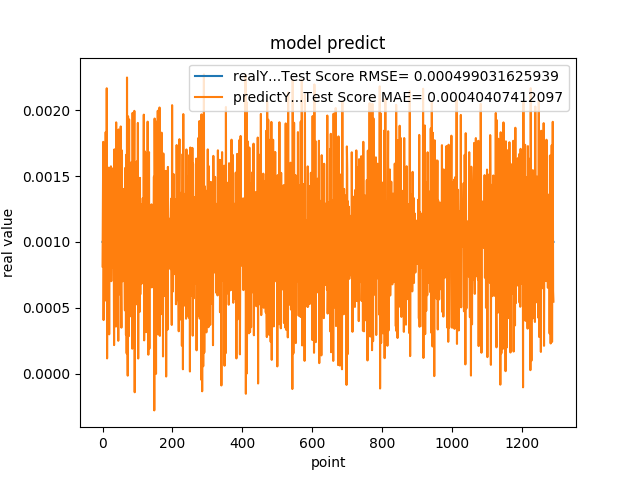 model predict
realY...Test Score RMSE= 0.000499031625939
predictY...Test Score MAE= 0.00040407412097
0.0020
0.0015
0.0010
0.0005
0.0000
real value
0 200 400 600 800 1000 1200
point